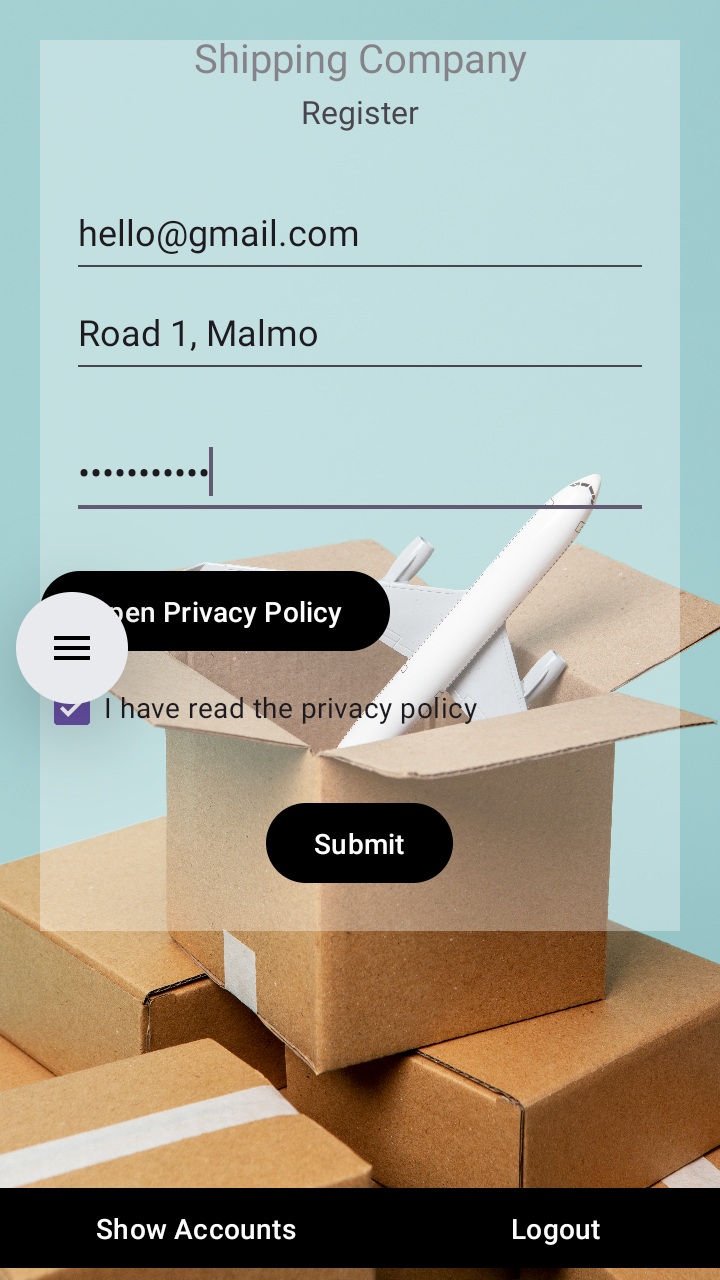 Shipping Company
Register
hello@gmail.com
Road 1, Malmo
•••••••••••
pen Privacy Policy
I have read the privacy policy
Submit
Show Accounts
Logout